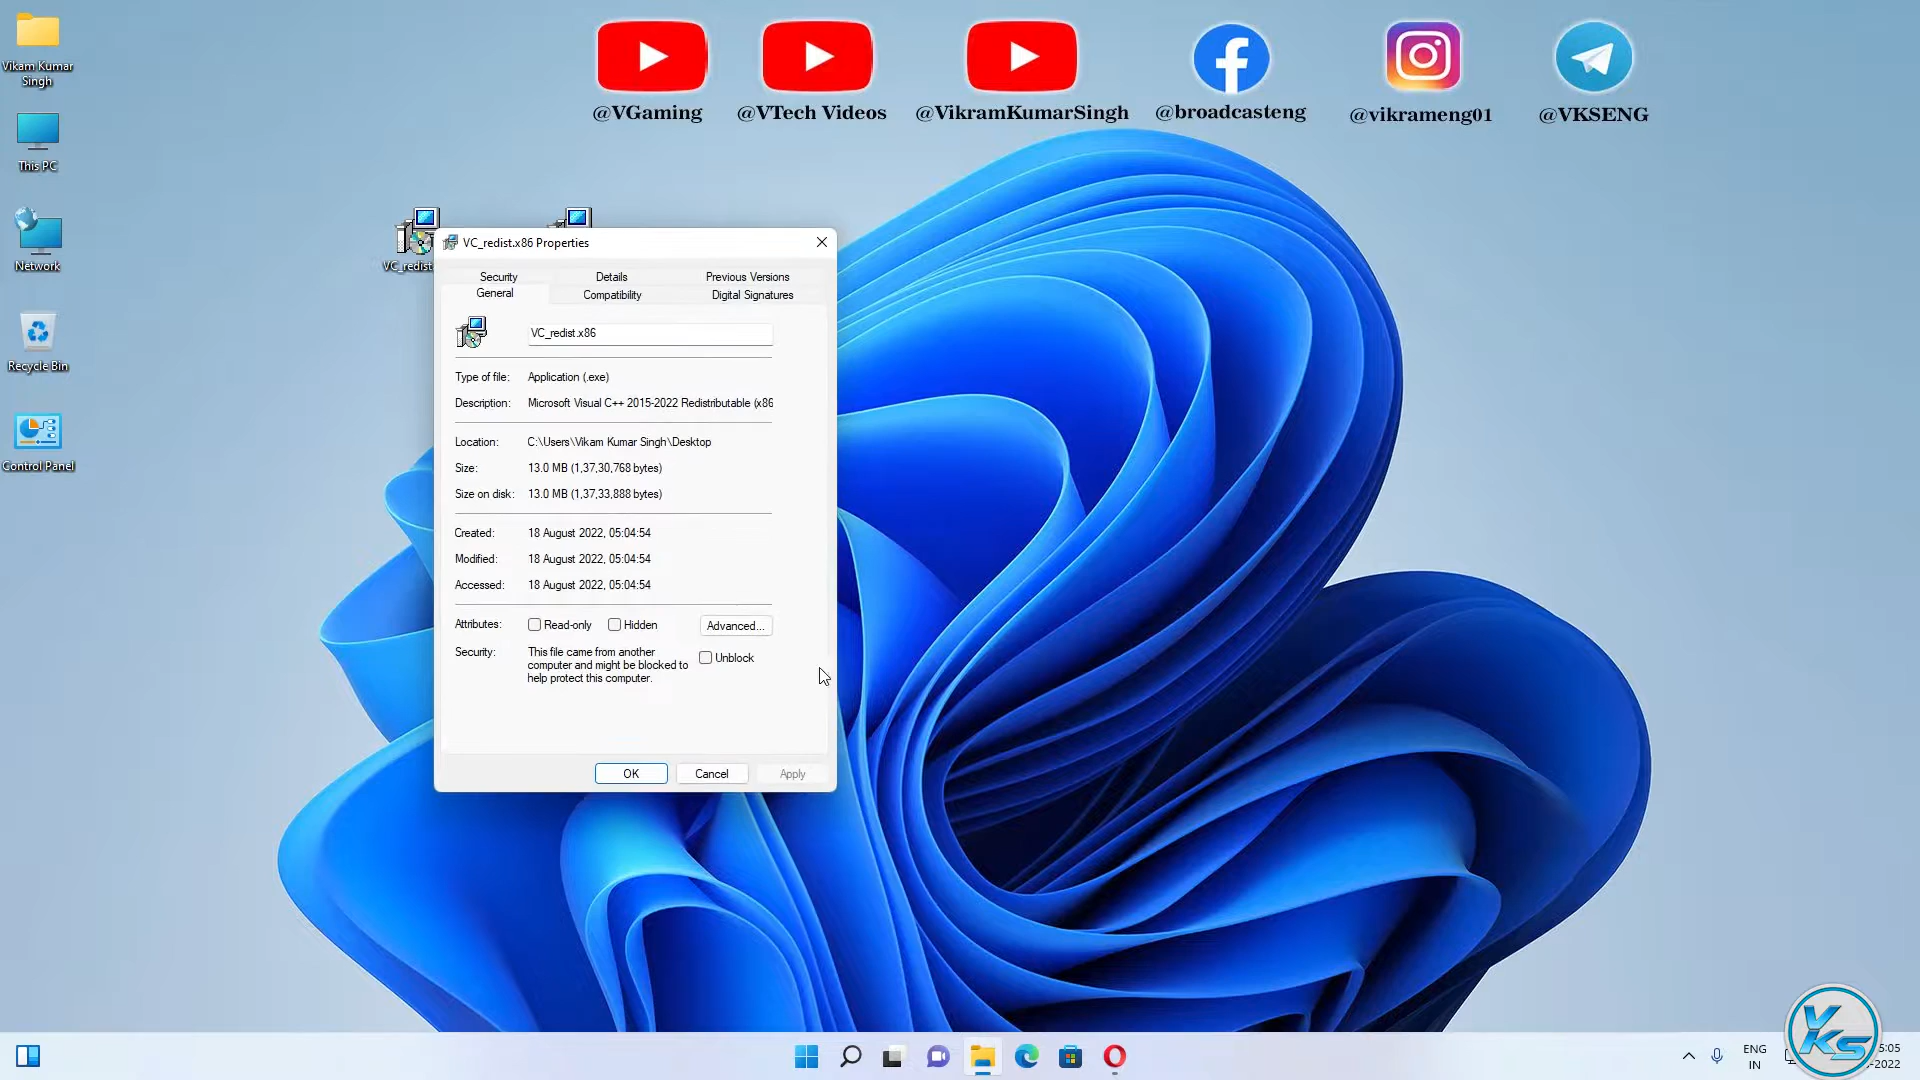 @VGaming
@VTech Videos
@VikramKumarSingh
@broadcasteng
@vikrameng01
@VKSENG
Vikam Kumar
Singh
This PC
Network
Recycle Bin
Control Panel
VC_redist
VC_redist.x86 Properties
Security Details Previous Versions
General Compatibility Digital Signatures
VC_redist.x86
Type of file: Application (.exe)
Description: Microsoft Visual C++ 2015-2022 Redistributable (x86
Location: C:\Users\Vikam Kumar Singh\Desktop
Size: 13.0 MB (1,37,30,768 bytes)
Size on disk: 13.0 MB (1,37,33,888 bytes)
Created: 18 August 2022, 05:04:54
Modified: 18 August 2022, 05:04:54
Accessed: 18 August 2022, 05:04:54
Attributes: Read-only Hidden Advanced...
Security: This file came from another
computer and might be blocked to
help protect this computer.
Unblock
OK Cancel Apply
ENG
IN
5:05
-2022
VKS